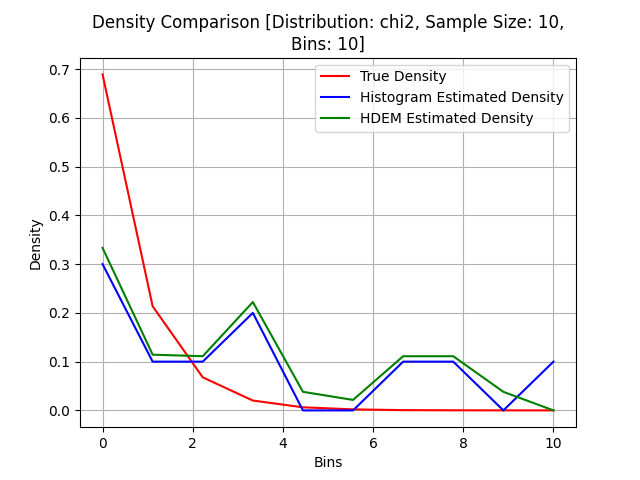 Density Comparison [Distribution: chi2, Sample Size: 10,
Bins: 10]
True Density
Histogram Estimated Density
HDEM Estimated Density
Density
0.7
0.6
0.5
0.4
0.3
0.2
0.1
0.0
0 2 4 6 8 10
Bins